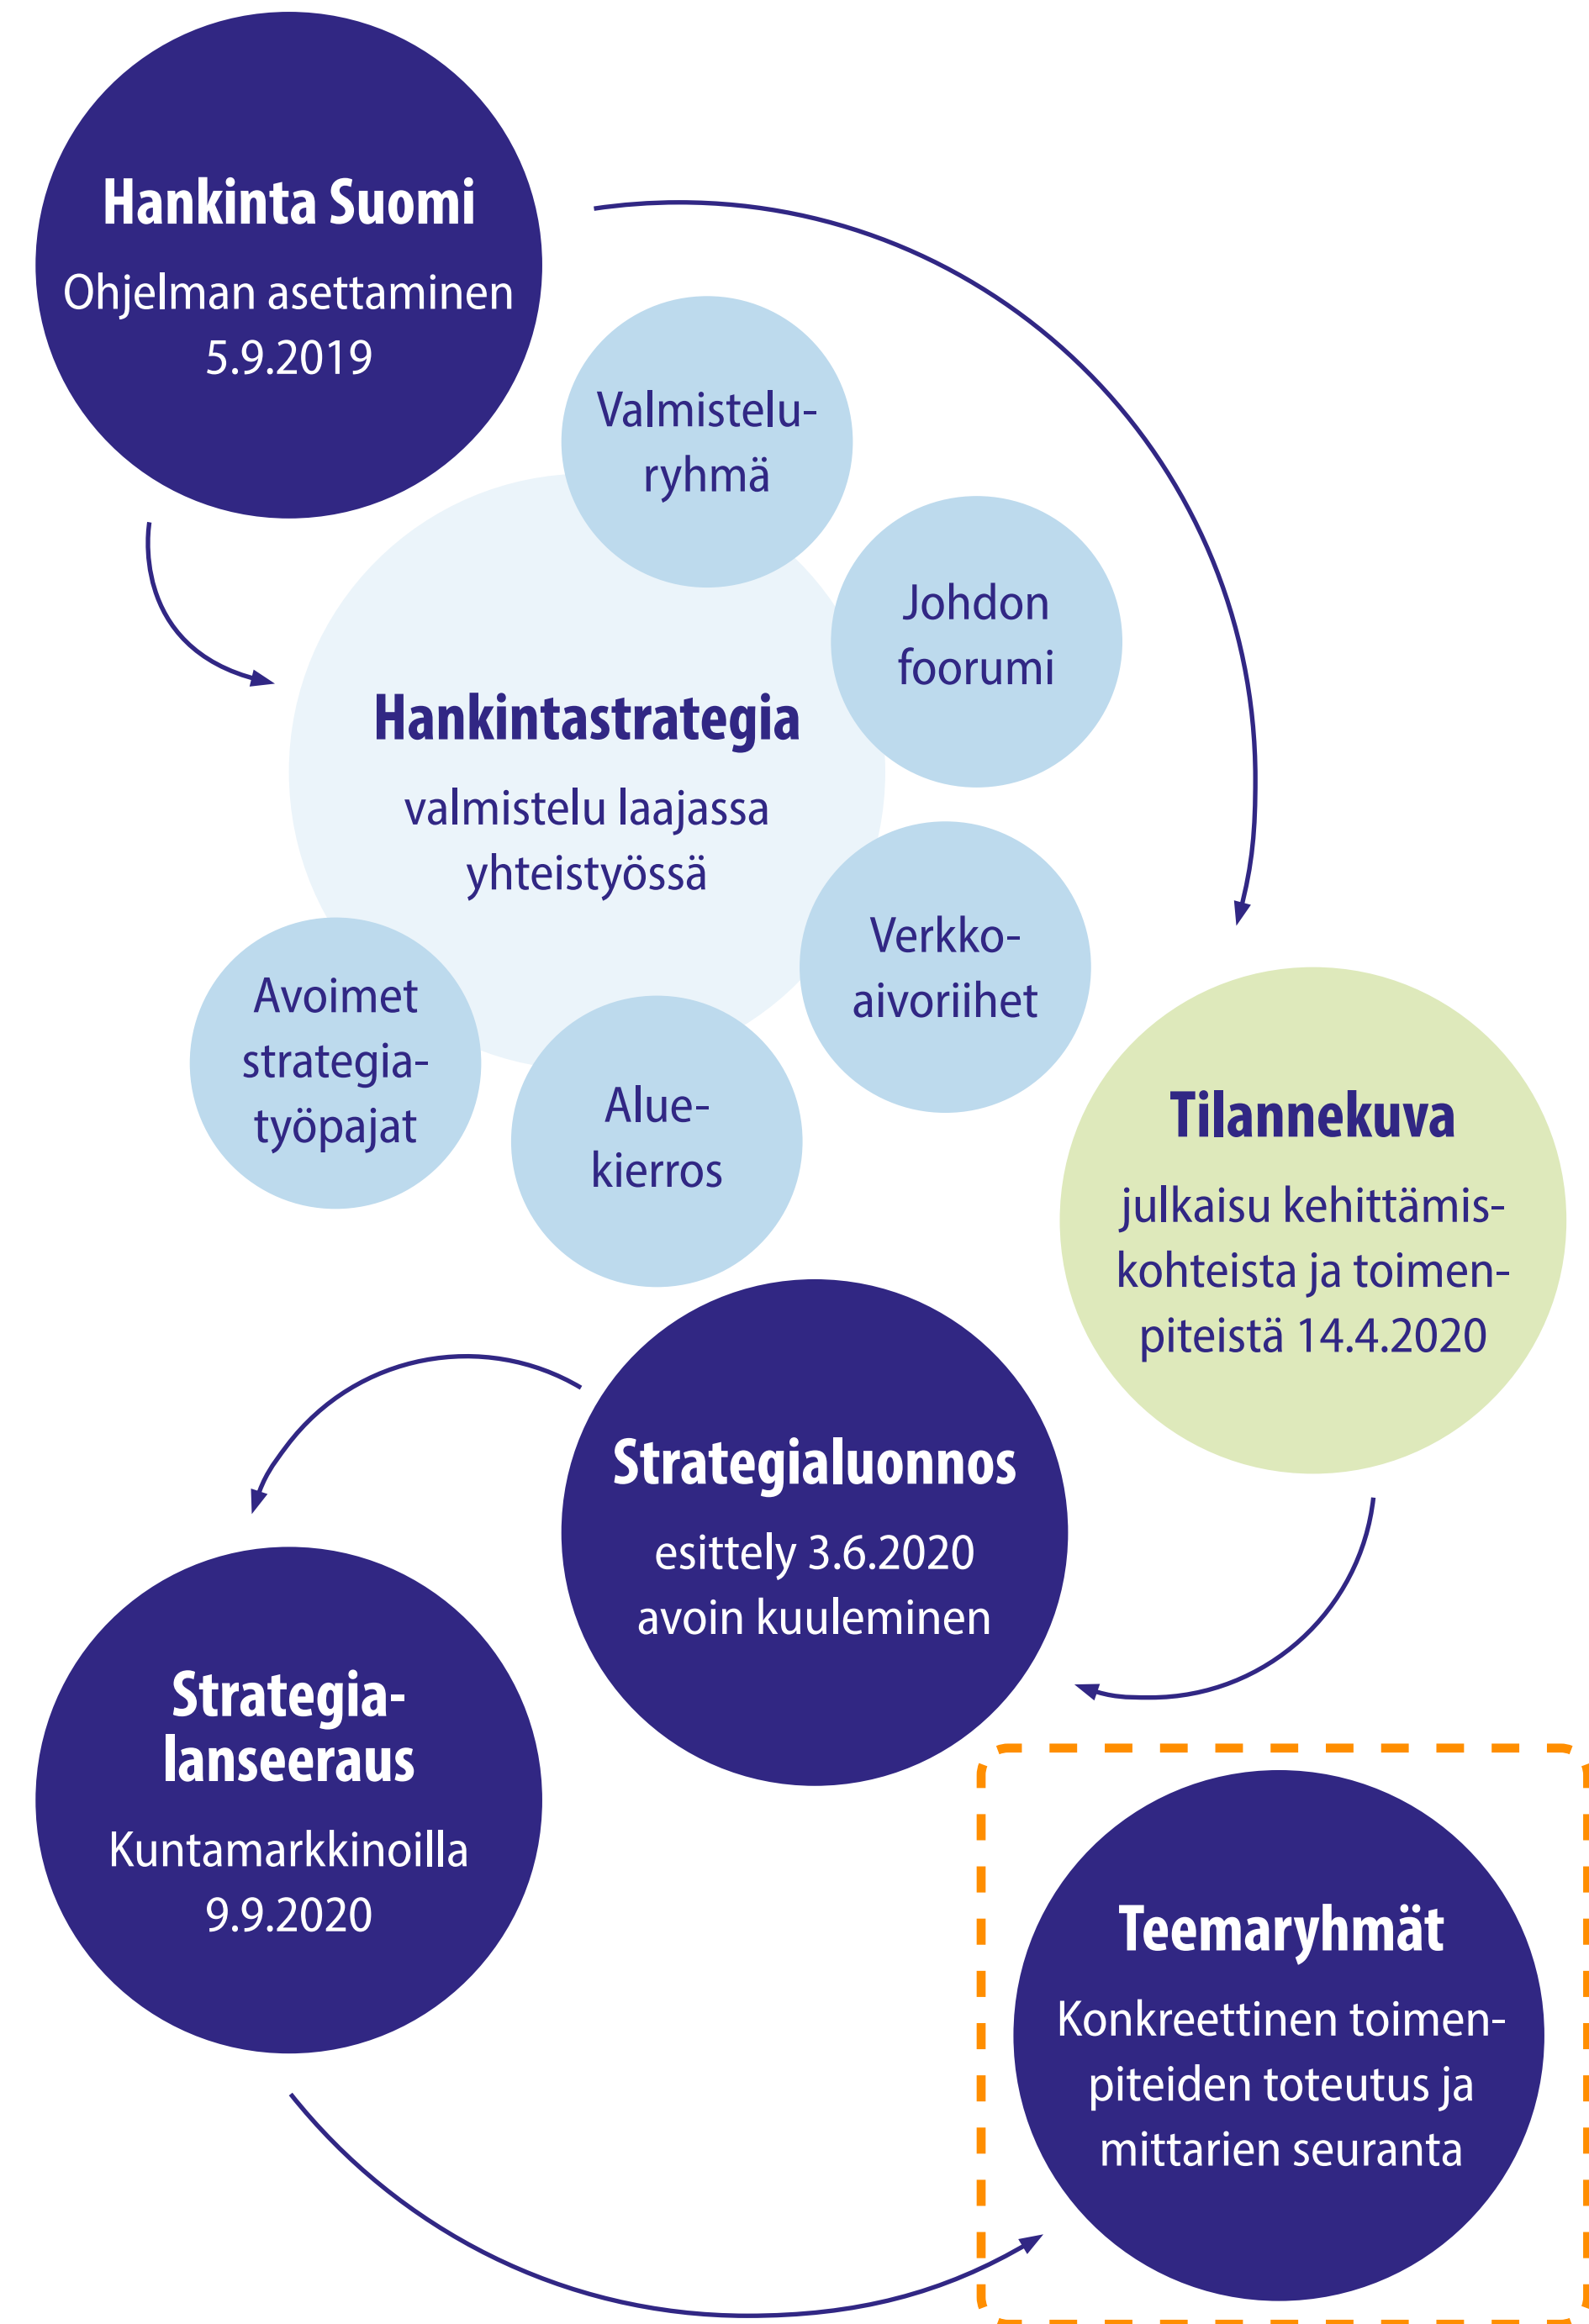 Hankinta Suomi
Ohjelman asettaminen
5.9.2019
Valmistelu-
ryhmä
Johdon
foorumi
Hankintastrategia
valmistelu laajassa
yhteistyössä
Verkko-
aivoriihet
Avoimet
strategia-
työpajat
Alue-
kierros
Tilannekuva
julkaisu kehittämis-
kohteista ja toimen-
piteistä 14.4.2020
Strategialuonnos
esittely 3.6.2020
avoin kuuleminen
Strategia-
lanseeraus
Kuntamarkkinoilla
9.9.2020
Teemaryhmät
Konkreettinen toimen-
piteiden toteutus ja
mittarien seuranta